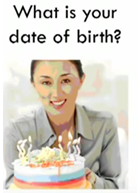 What is your
date of birth?